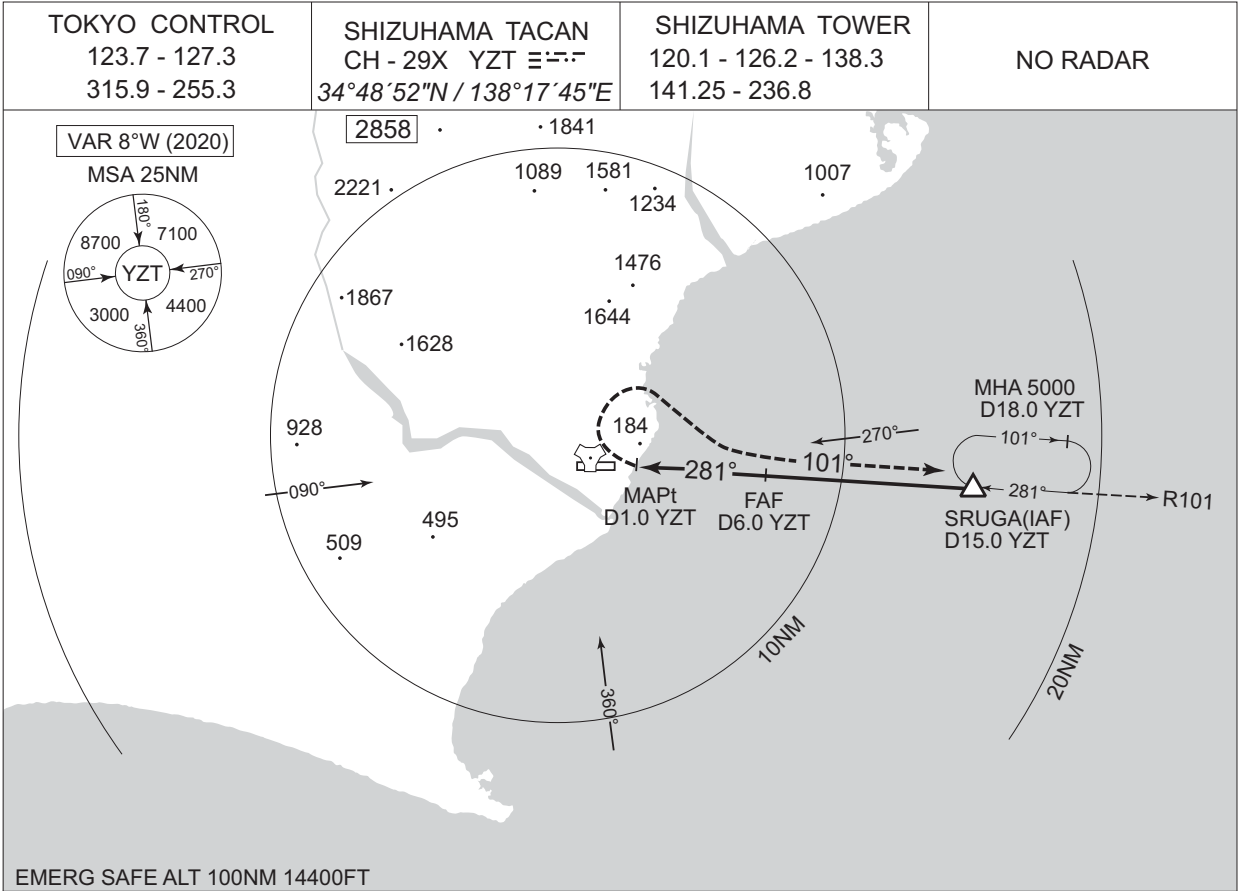 TOKYO CONTROL
123.7 - 127.3
315.9 - 255.3
SHIZUHAMA TACAN
CH - 29X YZT
34°48´52"N / 138°17´45"E
SHIZUHAMA TOWER
120.1 - 126.2 - 138.3
141.25 - 236.8
NO RADAR
VAR 8°W (2020)
MSA 25NM
180°
8700
7100
090°
YZT
270°
3000
4400
360°
2858
1841
2221
1089
1581
1234
1007
1476
1644
1867
1628
928
184
MHA 5000
D18.0 YZT
101°
270°
101°
281°
281°
R101
090°
MAPt
D1.0 YZT
FAF
D6.0 YZT
SRUGA(IAF)
D15.0 YZT
495
509
10NM
20NM
360°
EMERG SAFE ALT 100NM 14400FT